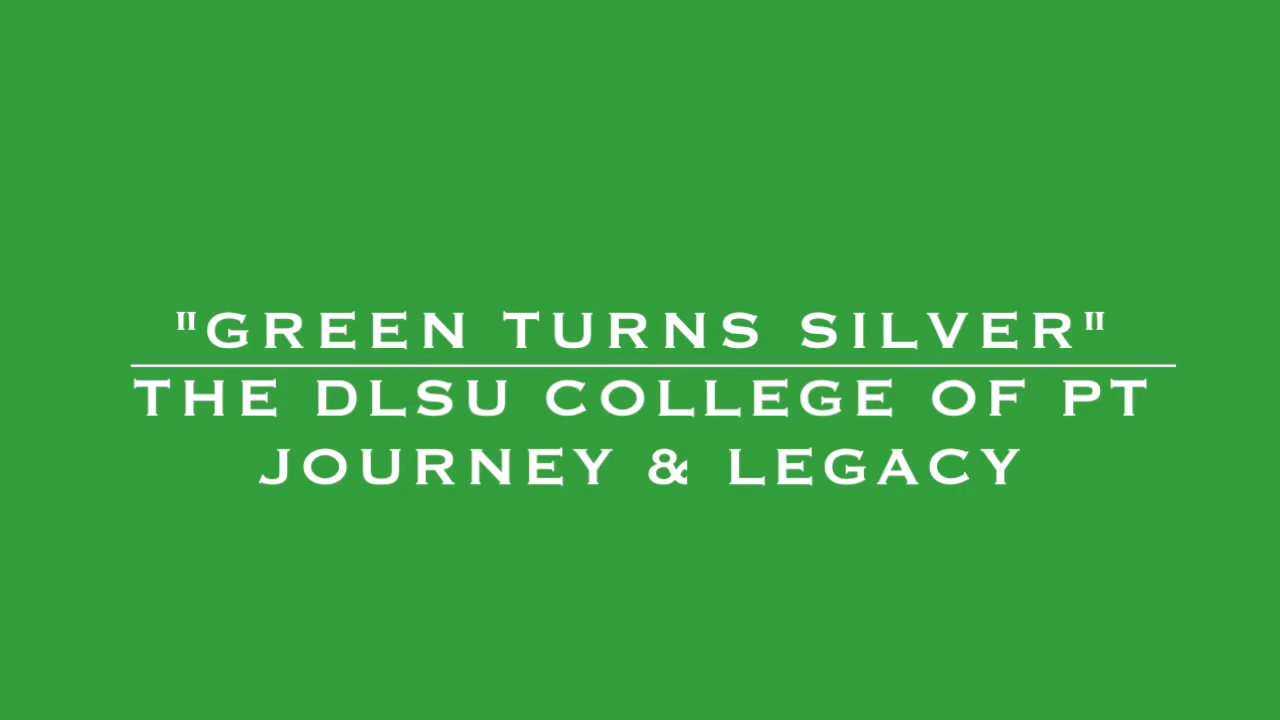 "GREEN TURNS SILVER"
THE DLSU COLLEGE OF PT
JOURNEY & LEGACY